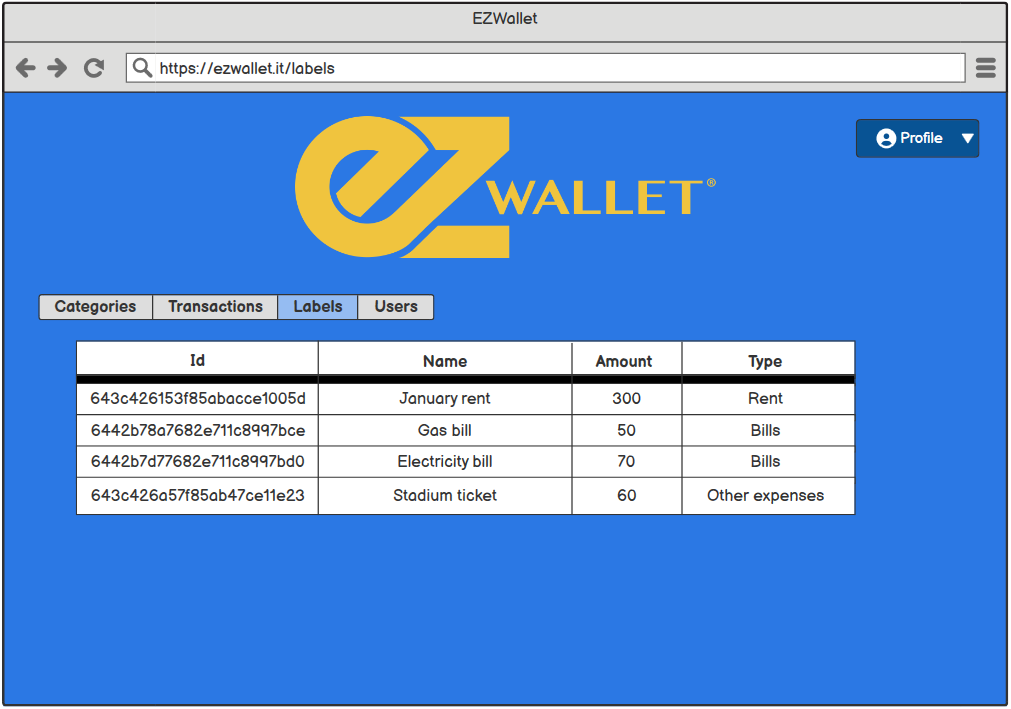 EZWallet
https://ezwallet.it/labels
Profile
eZ WALLET®
Categories Transactions Labels Users
Id Name Amount Type
643c426153f85abacce1005d January rent 300 Rent
6442b78a7682e711c8997bce Gas bill 50 Bills
6442b7d77682e711c8997bd0 Electricity bill 70 Bills
643c426a57f85ab47ce11e23 Stadium ticket 60 Other expenses